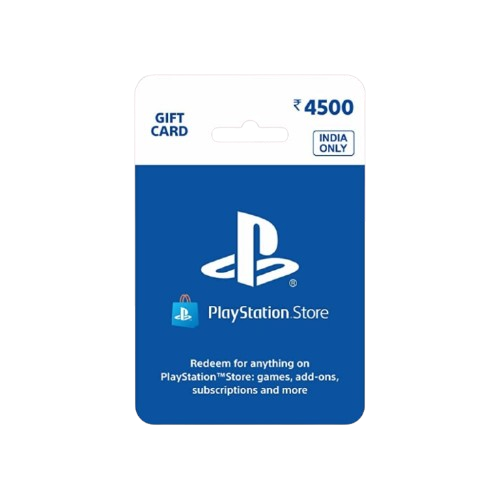 GIFT
CARD
₹ 4500
INDIA
ONLY
®
PlayStation Store
Redeem for anything on
PlayStation™Store: games, add-ons,
subscriptions and more